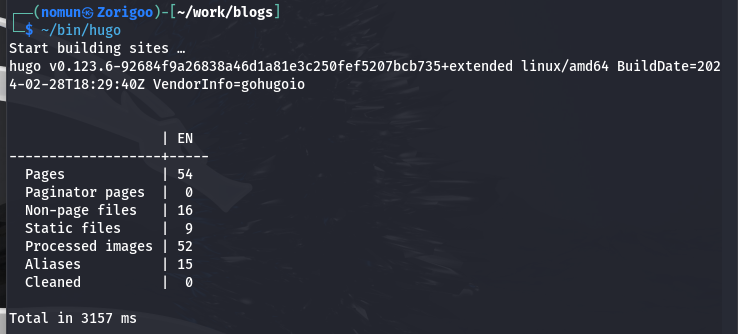 ┌──(nomun㉿Zorigoo)-[~/work/blogs]
└─$ ~/bin/hugo
Start building sites …
hugo v0.123.6-92684f9a26838a46d1a81e3c250fef5207bcb735+extended linux/amd64 BuildDate=202
4-02-28T18:29:40Z VendorInfo=gohugoio
                   | EN
-------------------+-----
  Pages            | 54
  Paginator pages  |  0
  Non-page files   | 16
  Static files     |  9
  Processed images | 52
  Aliases          | 15
  Cleaned          |  0
Total in 3157 ms